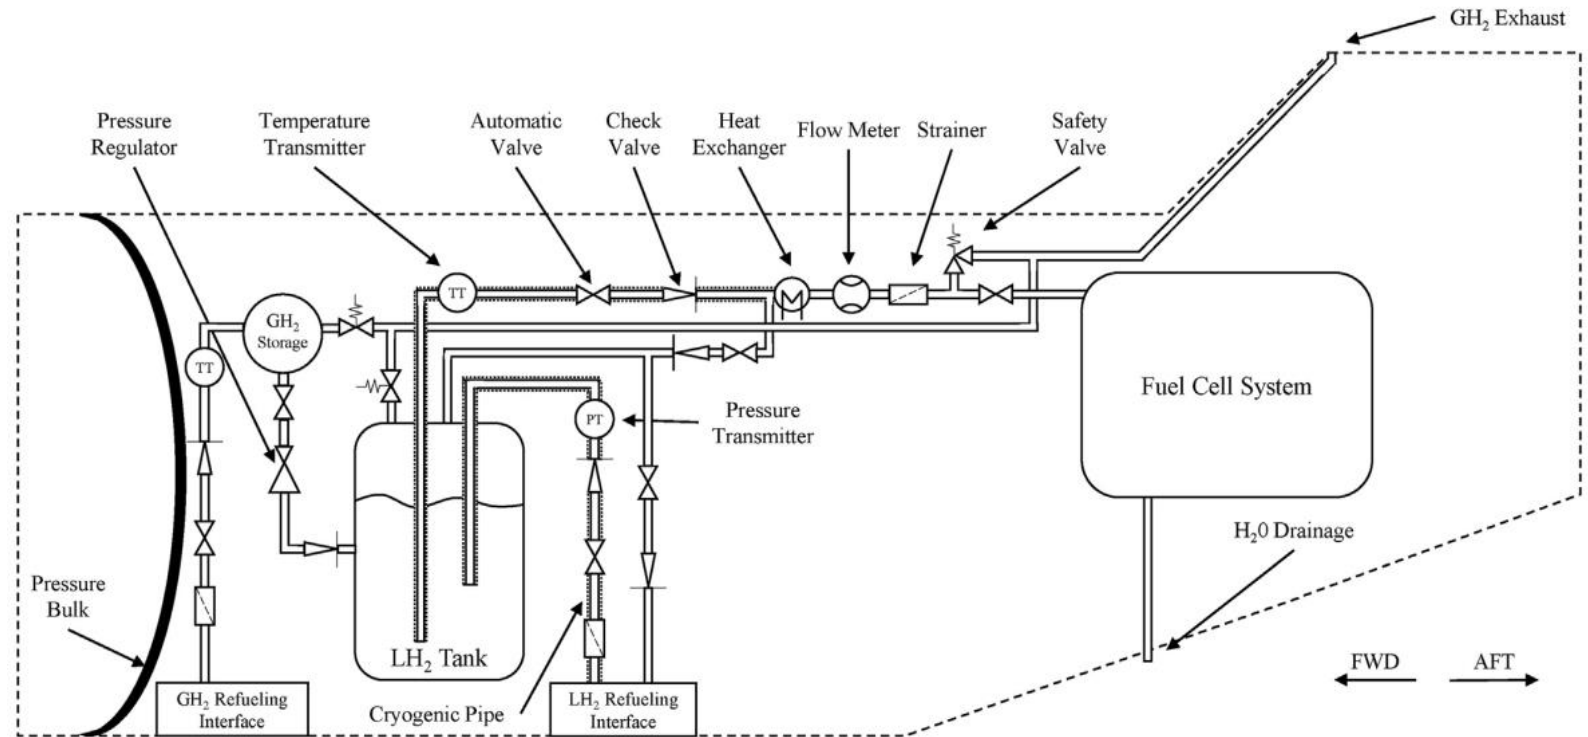 GH₂ Exhaust
Pressure
Regulator
Temperature
Transmitter
Automatic
Valve
Check
Valve
Heat
Exchanger
Flow Meter
Strainer
Safety
Valve
TT
GH₂
Storage
TT
PT
Pressure
Transmitter
Fuel Cell System
H₂0 Drainage
Pressure
Bulk
LH₂ Tank
Cryogenic Pipe
GH₂ Refueling
Interface
LH₂ Refueling
Interface
FWD
AFT